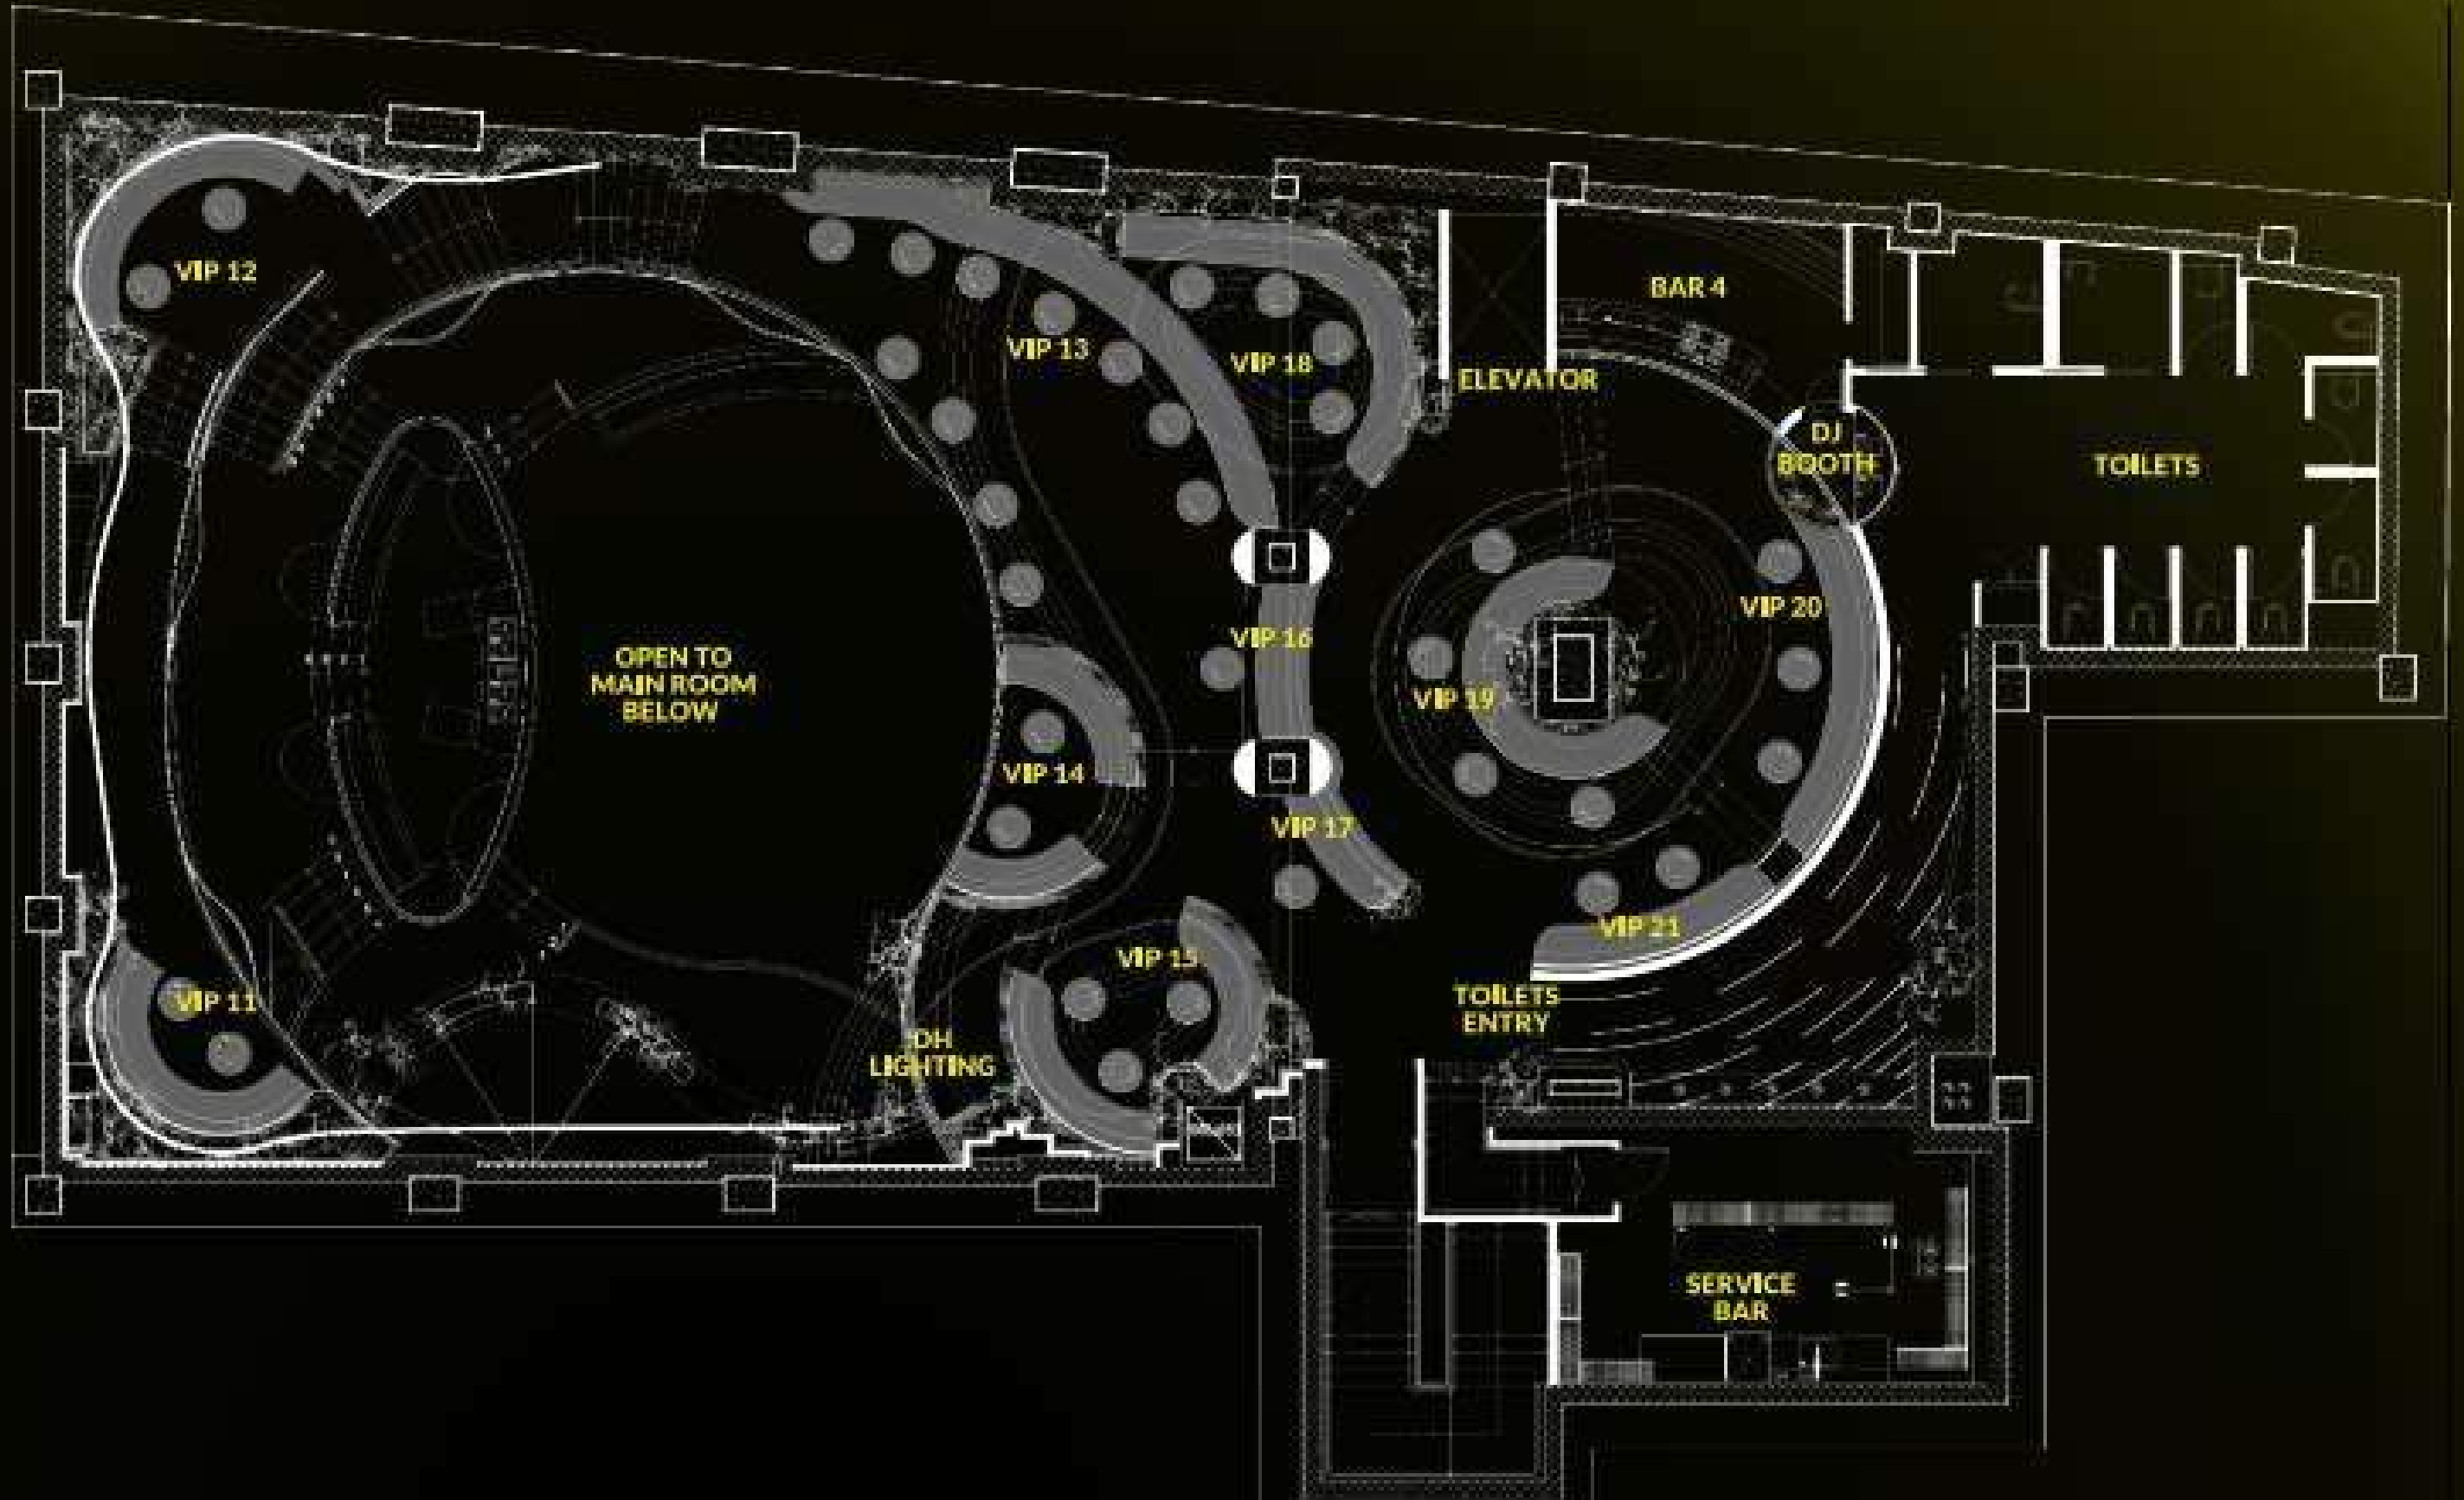 VIP 12
BAR 4
VIP 13
VIP 18
ELEVATOR
DJ
BOOTH
TOILETS
VIP 20
VIP 16
OPEN TO
MAIN ROOM
BELOW
VIP 19
VIP 14
VIP 17
VIP 21
VIP 15
VIP 11
TOILETS
ENTRY
DH
LIGHTING
SERVICE
BAR